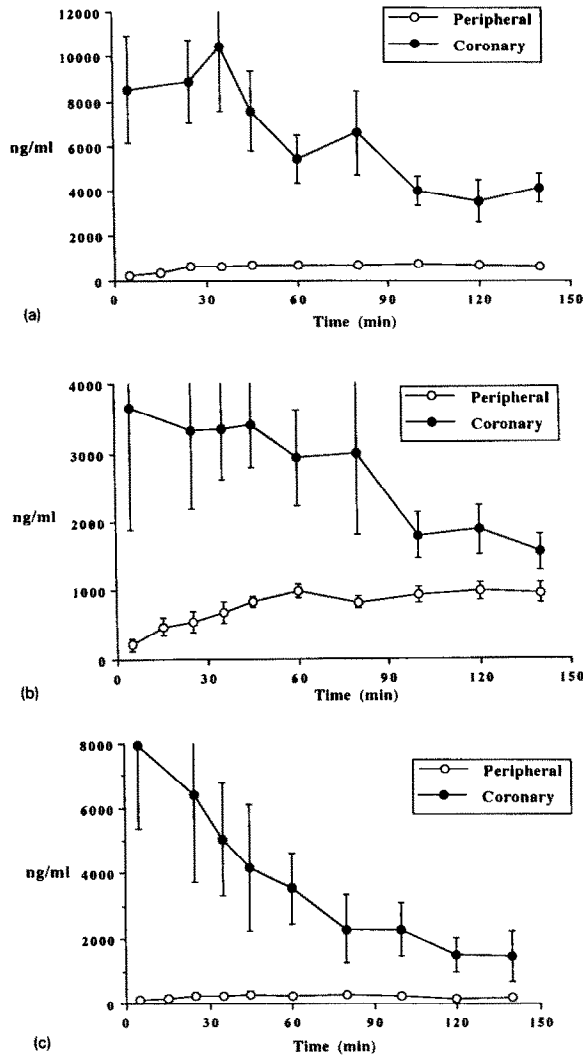 Peripheral
Coronary
12000
10000
8000
ng/ml
6000
4000
2000
0
0 30 60 90 120 150
Time (min)
(a)
Peripheral
Coronary
4000
3000
ng/ml
2000
1000
0
0 30 60 90 120 150
Time (min)
(b)
Peripheral
Coronary
8000
6000
ng/ml
4000
2000
0
0 30 60 90 120 150
Time (min)
(c)